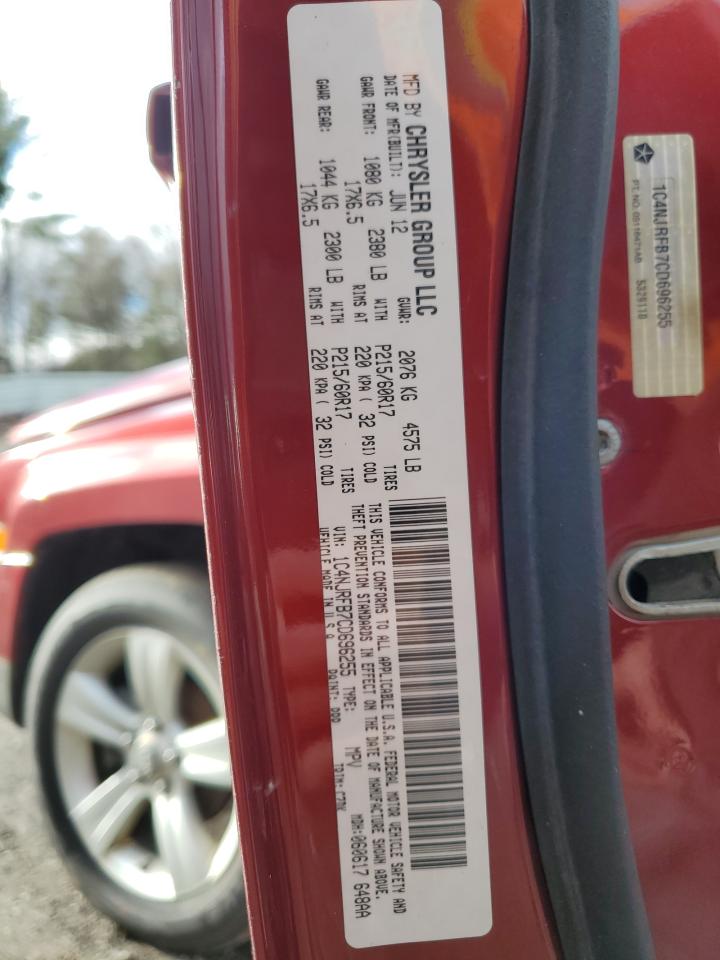 MFD BY CHRYSLER GROUP LLC
DATE OF MFR(BUILT): JUN 12 GVWR: 2076 KG 4575 LB
GAWR FRONT: 1080 KG 2380 LB WITH P215/60R17 TIRES
17X6.5 RIMS AT 220 KPA ( 32 PSI) COLD
GAWR REAR: 1044 KG 2300 LB WITH P215/60R17 TIRES
17X6.5 RIMS AT 220 KPA ( 32 PSI) COLD
THIS VEHICLE CONFORMS TO ALL APPLICABLE U.S.A. FEDERAL MOTOR VEHICLE SAFETY AND
THEFT PREVENTION STANDARDS IN EFFECT ON THE DATE OF MANUFACTURE SHOWN ABOVE.
VIN: 1C4NJRFB7CD696255 TYPE: MPV MDH:060617 648AA
VEHICLE MADE IN U.S.A PAINT: PRP TRIM:
1C4NJRFB7CD696255
PT. NO. 5328110